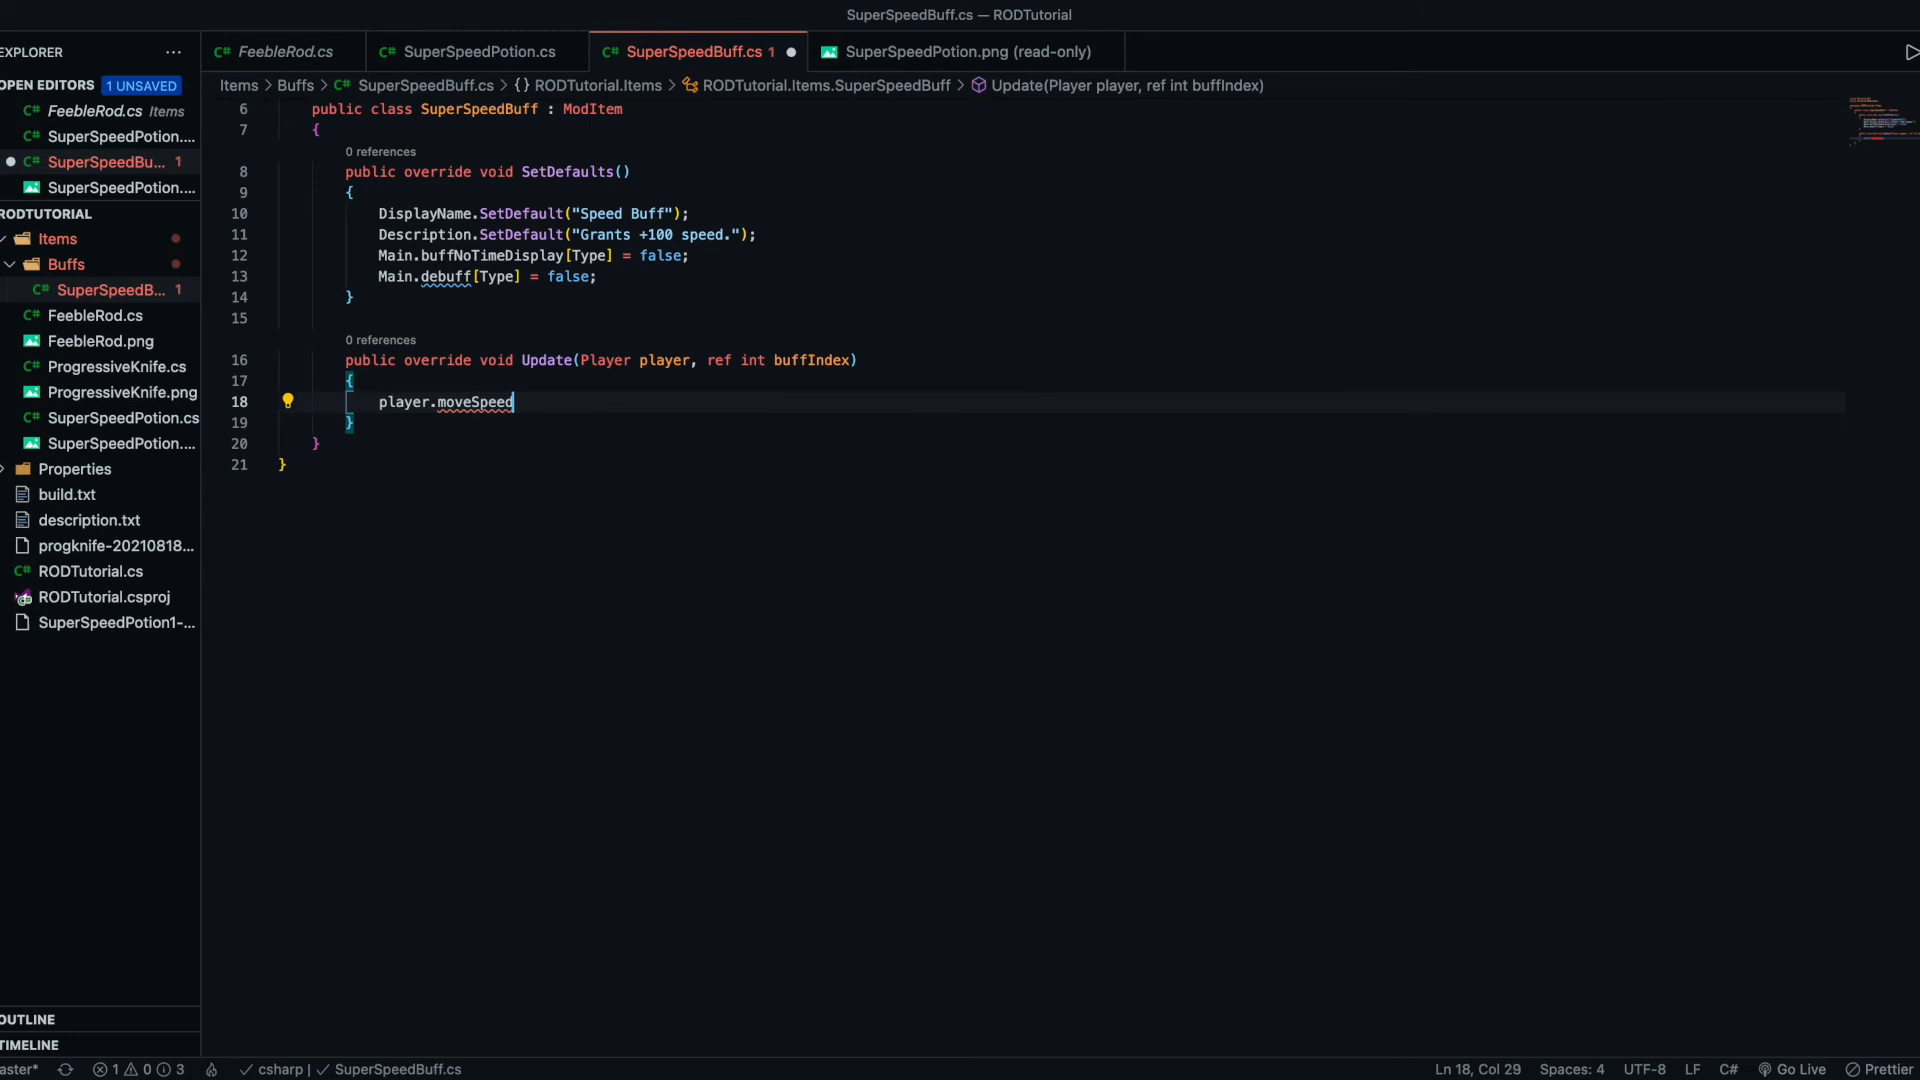 SuperSpeedBuff.cs — RODTutorial
EXPLORER
FeebleRod.cs
SuperSpeedPotion.cs
SuperSpeedBuff.cs 1
SuperSpeedPotion.png (read-only)
OPEN EDITORS 1 UNSAVED
Items > Buffs > SuperSpeedBuff.cs > {} RODTutorial.Items > RODTutorial.Items.SuperSpeedBuff > Update(Player player, ref int buffIndex)
FeebleRod.cs Items
SuperSpeedPotion....
SuperSpeedBu... 1
SuperSpeedPotion....
RODTUTORIAL
Items
Buffs
SuperSpeedB... 1
FeebleRod.cs
FeebleRod.png
ProgressiveKnife.cs
ProgressiveKnife.png
SuperSpeedPotion.cs
SuperSpeedPotion....
Properties
build.txt
description.txt
progknife-20210818...
RODTutorial.cs
RODTutorial.csproj
SuperSpeedPotion1-...
OUTLINE
TIMELINE
6 public class SuperSpeedBuff : ModItem
7 {
0 references
8 public override void SetDefaults()
9 {
10 DisplayName.SetDefault("Speed Buff");
11 Description.SetDefault("Grants +100 speed.");
12 Main.buffNoTimeDisplay[Type] = false;
13 Main.debuff[Type] = false;
14 }
15
0 references
16 public override void Update(Player player, ref int buffIndex)
17 {
18 player.moveSpeed
19 }
20 }
21 }
aster* 1 0 3 csharp | SuperSpeedBuff.cs Ln 18, Col 29 Spaces: 4 UTF-8 LF C# Go Live Prettier